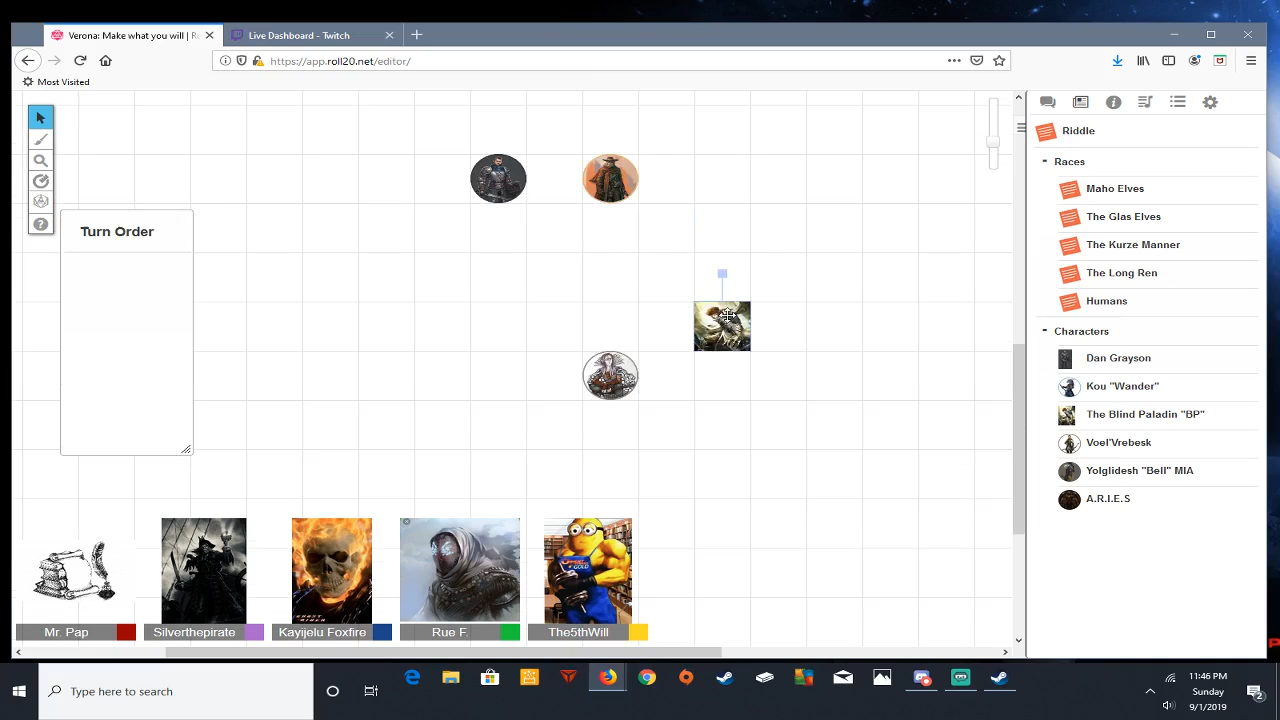 Verona: Make what you will | R
Live Dashboard - Twitch
https://app.roll20.net/editor/
Most Visited
Turn Order
Riddle
Races
Maho Elves
The Glas Elves
The Kurze Manner
The Long Ren
Humans
Characters
Dan Grayson
Kou "Wander"
The Blind Paladin "BP"
Voel'Vrebesk
Yolglidesh "Bell" MIA
A.R.I.E.S
Mr. Pap
Silverthepirate
Kayijelu Foxfire
Rue F.
The5thWill
Type here to search
11:46 PM
Sunday
9/1/2019
2